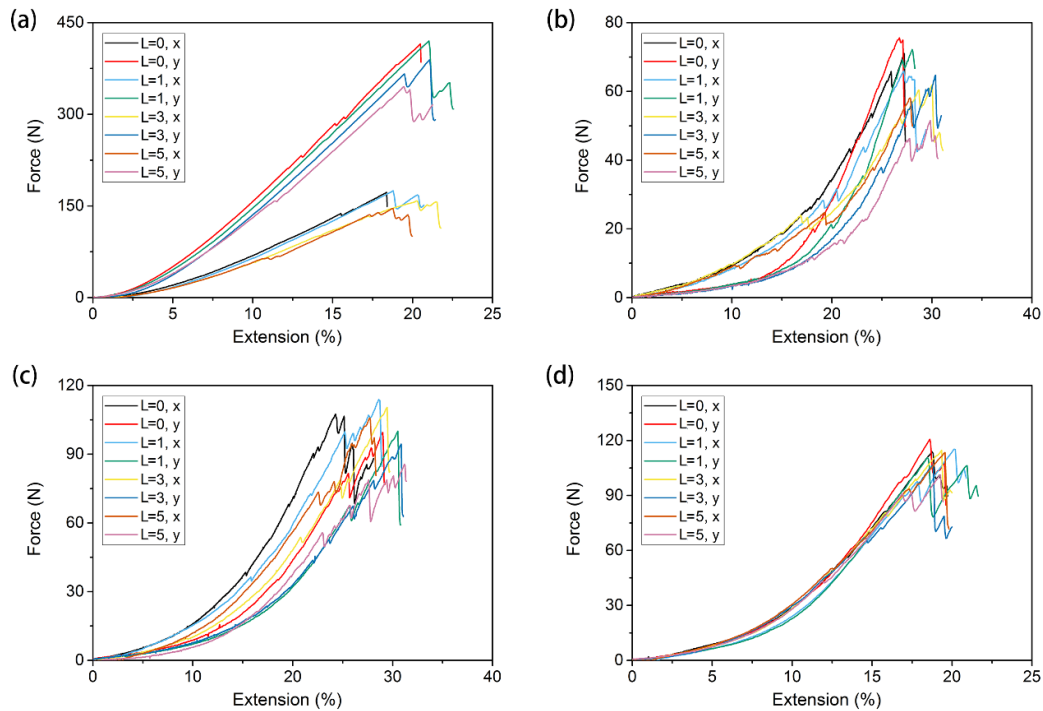 (a)
450
300
150
0
Force (N)
L=0, x
L=0, y
L=1, x
L=1, y
L=3, x
L=3, y
L=5, x
L=5, y
0 5 10 15 20 25
Extension (%)
(b)
80
60
40
20
0
Force (N)
L=0, x
L=0, y
L=1, x
L=1, y
L=3, x
L=3, y
L=5, x
L=5, y
0 10 20 30 40
Extension (%)
(c)
120
90
60
30
0
Force (N)
L=0, x
L=0, y
L=1, x
L=1, y
L=3, x
L=3, y
L=5, x
L=5, y
0 10 20 30 40
Extension (%)
(d)
150
120
90
60
30
0
Force (N)
L=0, x
L=0, y
L=1, x
L=1, y
L=3, x
L=3, y
L=5, x
L=5, y
0 5 10 15 20 25
Extension (%)